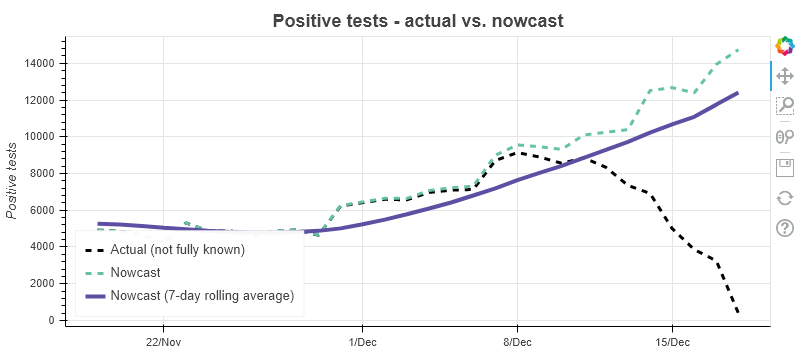 Positive tests - actual vs. nowcast
Positive tests
14000
12000
10000
8000
6000
4000
2000
0
Actual (not fully known)
Nowcast
Nowcast (7-day rolling average)
22/Nov
1/Dec
8/Dec
15/Dec